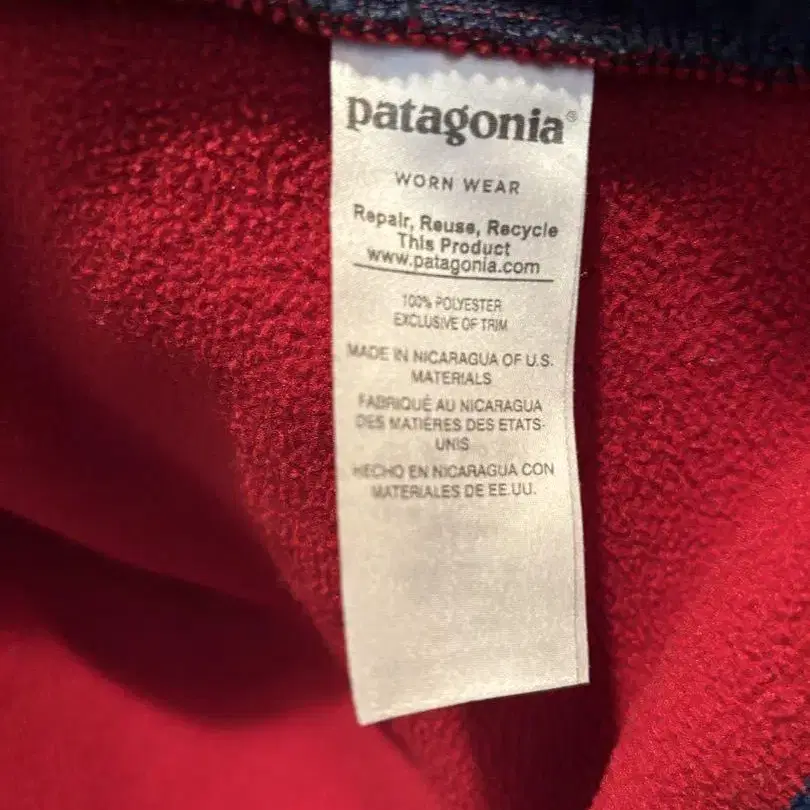 patagonia®
WORN WEAR
Repair, Reuse, Recycle
This Product
www.patagonia.com
100% POLYESTER
EXCLUSIVE OF TRIM
MADE IN NICARAGUA OF U.S.
MATERIALS
FABRIQUÉ AU NICARAGUA
DES MATIÈRES DES ETATS-
UNIS
HECHO EN NICARAGUA CON
MATERIALES DE EE.UU.